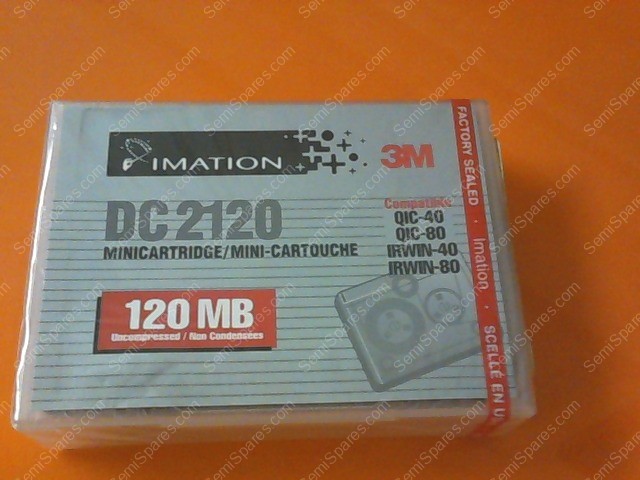 IMATION
3M
DC 2120
MINICARTRIDGE/MINI-CARTOUCHE
Compatible
QIC-40
QIC-80
IRWIN-40
IRWIN-80
120 MB
Uncompressed / Non Condensées
FACTORY SEALED · Imation · SCELLÉ EN U
SemiSpares.com